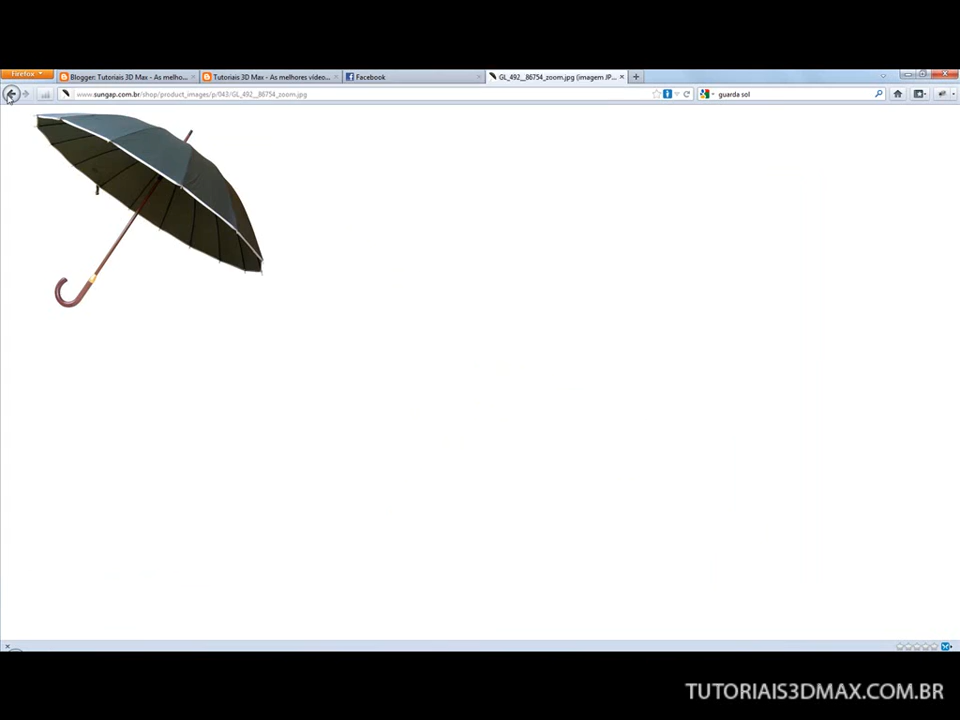 Firefox
Blogger: Tutoriais 3D Max - As melho...
Tutoriais 3D Max - As melhores vídeo...
Facebook
GL_492__86754_zoom.jpg (imagem JP...
www.sungap.com.br/shop/product_images/p/043/GL_492__86754_zoom.jpg
guarda sol
TUTORIAIS3DMAX.COM.BR